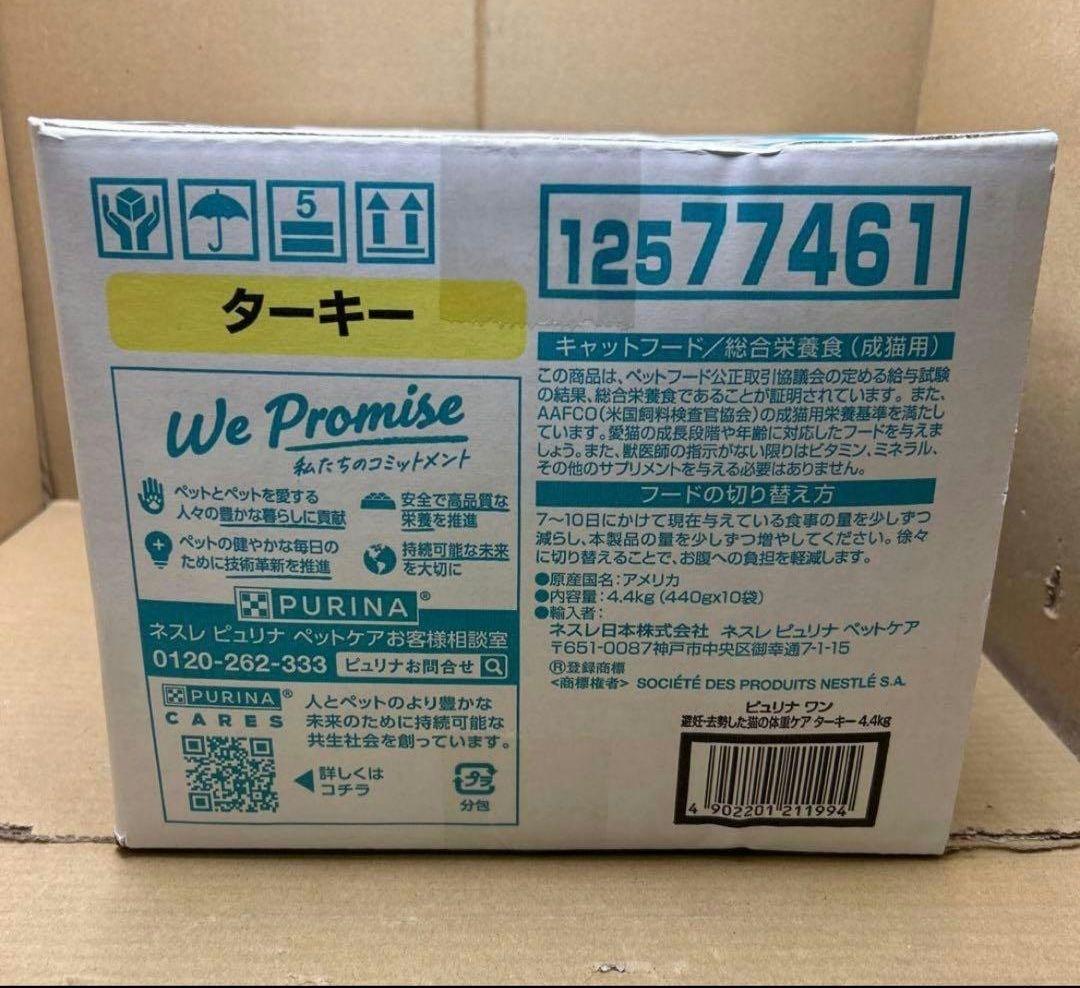 5
12577461
ターキー
キャットフード／総合栄養食（成猫用）
この商品は、ペットフード公正取引協議会の定める給与試験
の結果、総合栄養食であることが証明されています。また、
AAFCO（米国飼料検査官協会）の成猫用栄養基準を満たし
ています。愛猫の成長段階や年齢に対応したフードを与えま
しょう。また、獣医師の指示がない限りはビタミン、ミネラル、
その他のサプリメントを与える必要はありません。
フードの切り替え方
7～10日にかけて現在与えている食事の量を少しずつ
減らし、本製品の量を少しずつ増やしてください。徐々
に切り替えることで、お腹への負担を軽減します。
●原産国名：アメリカ
●内容量：4.4kg（440gx10袋）
●輸入者：
ネスレ日本株式会社 ネスレ ピュリナ ペットケア
〒651-0087神戸市中央区御幸通7-1-15
®登録商標
<商標権者> SOCIÉTÉ DES PRODUITS NESTLÉ S.A.
ピュリナ ワン
避妊・去勢した猫の体重ケア ターキー 4.4kg
4 902201 211994
We Promise
私たちのコミットメント
ペットとペットを愛する
人々の豊かな暮らしに貢献
安全で高品質な
栄養を推進
ペットの健やかな毎日の
ために技術革新を推進
持続可能な未来
を大切に
PURINA®
ネスレ ピュリナ ペットケアお客様相談室
0120-262-333 ピュリナお問合せ
PURINA®
CARES
人とペットのより豊かな
未来のために持続可能な
共生社会を創っています。
詳しくは
コチラ
プラ
分包